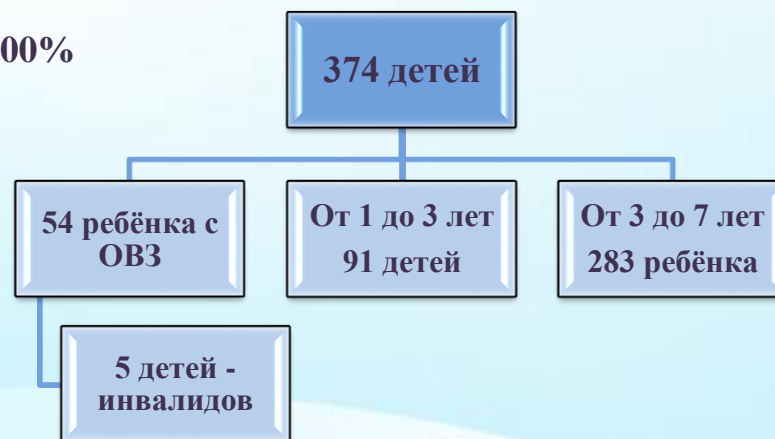 00%
374 детей
54 ребёнка с
ОВЗ
От 1 до 3 лет
91 детей
От 3 до 7 лет
283 ребёнка
5 детей -
инвалидов